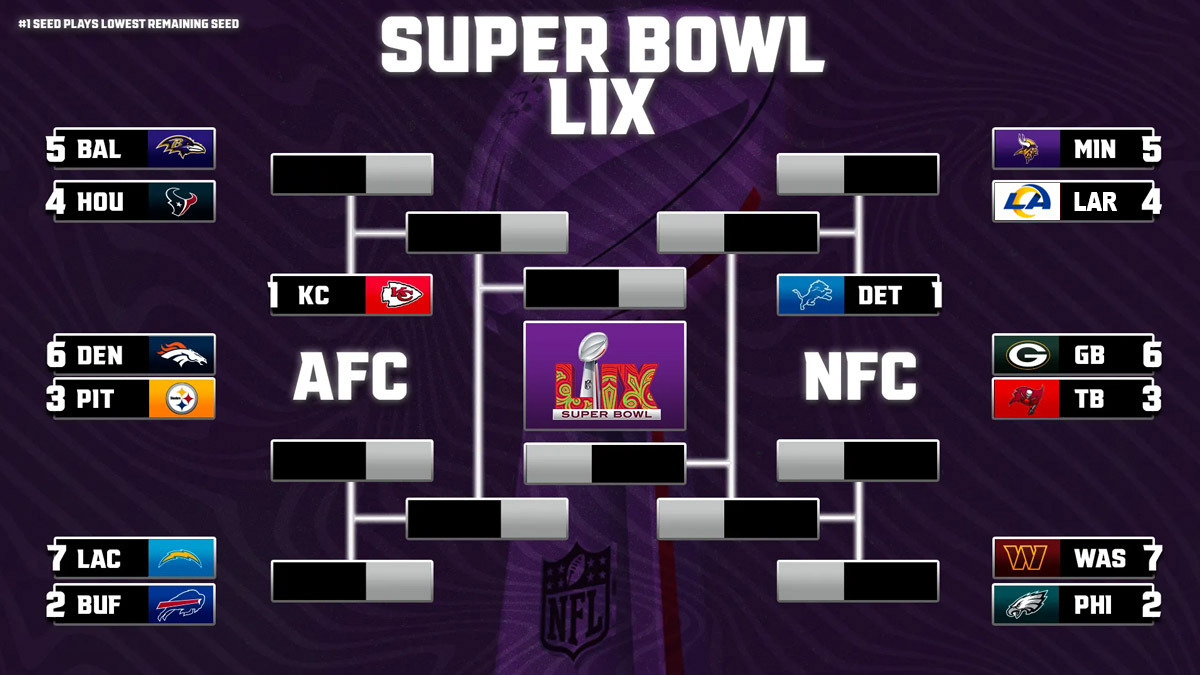 #1 SEED PLAYS LOWEST REMAINING SEED
SUPER BOWL
LIX
5 BAL
4 HOU
1 KC
6 DEN
3 PIT
AFC
7 LAC
2 BUF
LIX
SUPER BOWL
NFL
MIN 5
LAR 4
DET 1
GB 6
TB 3
NFC
WAS 7
PHI 2